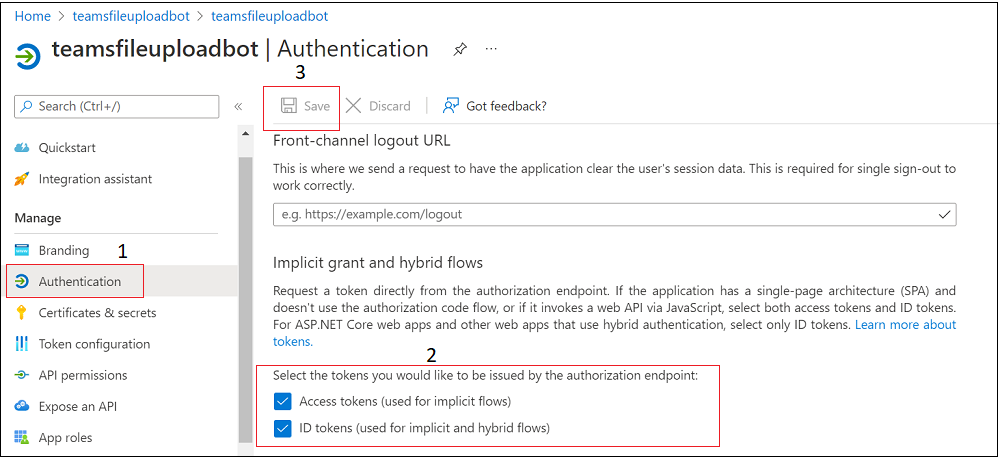 Home > teamsfileuploadbot > teamsfileuploadbot
teamsfileuploadbot | Authentication ...
3
Search (Ctrl+/) «
Save Discard Got feedback?
Quickstart
Integration assistant
Manage
Branding
1
Authentication
Certificates & secrets
Token configuration
API permissions
Expose an API
App roles
Front-channel logout URL
This is where we send a request to have the application clear the user's session data. This is required for single sign-out to
work correctly.
e.g. https://example.com/logout
Implicit grant and hybrid flows
Request a token directly from the authorization endpoint. If the application has a single-page architecture (SPA) and
doesn't use the authorization code flow, or if it invokes a web API via JavaScript, select both access tokens and ID tokens.
For ASP.NET Core web apps and other web apps that use hybrid authentication, select only ID tokens. Learn more about
tokens.
2
Select the tokens you would like to be issued by the authorization endpoint:
Access tokens (used for implicit flows)
ID tokens (used for implicit and hybrid flows)